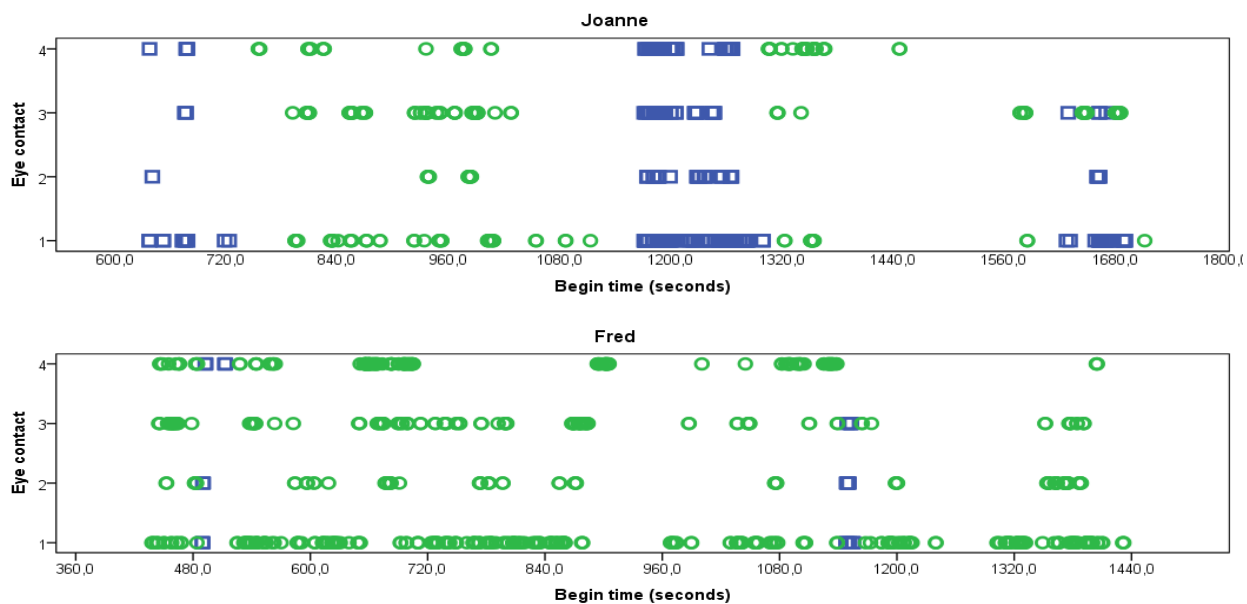 Joanne
Eye contact
4
3
2
1
600,0 720,0 840,0 960,0 1080,0 1200,0 1320,0 1440,0 1560,0 1680,0 1800,0
Begin time (seconds)
Fred
Eye contact
4
3
2
1
360,0 480,0 600,0 720,0 840,0 960,0 1080,0 1200,0 1320,0 1440,0
Begin time (seconds)